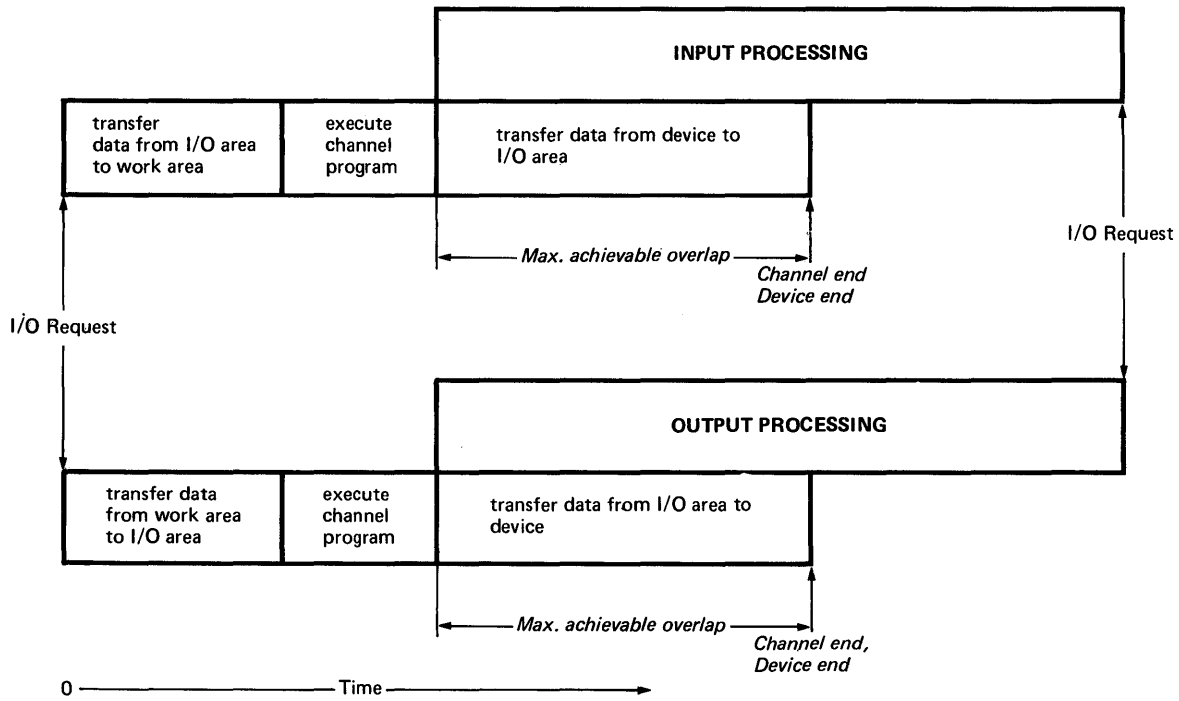 INPUT PROCESSING
transfer
data from I/O area
to work area
execute
channel
program
transfer data from device to
I/O area
I/O Request
Max. achievable overlap
Channel end
Device end
I/O Request
OUTPUT PROCESSING
transfer data
from work area
to I/O area
execute
channel
program
transfer data from I/O area to
device
Max. achievable overlap
Channel end,
Device end
0 Time